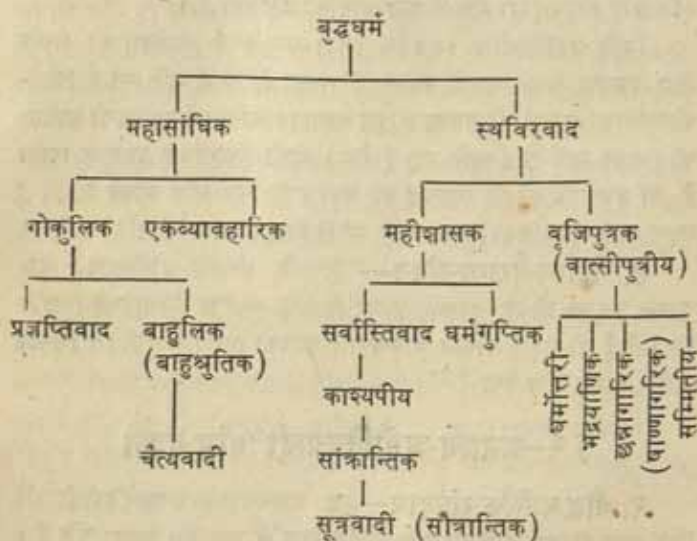 बुद्धधर्म
महासांघिक स्थविरवाद
गोकुलिक एकव्यावहारिक महीशासक वृजिपुत्रक
(वात्सीपुत्रीय)
प्रज्ञप्तिवाद बाहुलिक सर्वास्तिवाद धर्मगुप्तिक
(बाहुश्रुतिक)
काश्यपीय
चैत्यवादी सांक्रान्तिक
सूत्रवादी (सौत्रान्तिक)
धर्मोत्तरी
भद्रयाणिक
छन्नागारिक
(षाण्णागरिक)
सम्मितीय